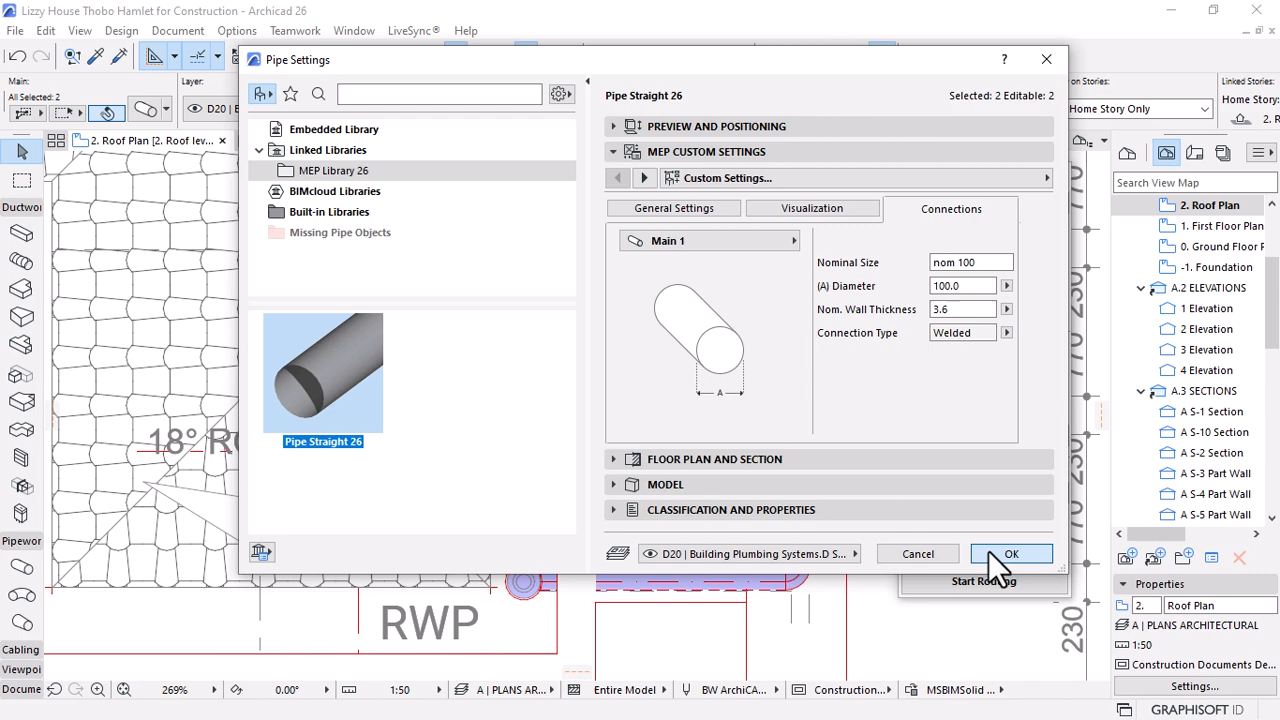 Lizzy House Thobo Hamlet for Construction - Archicad 26
File Edit View Design Document Options Teamwork Window LiveSync® Help
Main:
All Selected: 2
Layer:
D20 | B
2. Roof Plan [2. Roof lev...
Ductwo
Pipewor
Cabling
Viewpoi
Docume
18° RO
RWP
Pipe Settings
?
Embedded Library
Linked Libraries
MEP Library 26
BIMcloud Libraries
Built-in Libraries
Missing Pipe Objects
Pipe Straight 26
Pipe Straight 26
Selected: 2 Editable: 2
PREVIEW AND POSITIONING
MEP CUSTOM SETTINGS
Custom Settings...
General Settings
Visualization
Connections
Main 1
A
Nominal Size nom 100
(A) Diameter 100.0
Nom. Wall Thickness 3.6
Connection Type Welded
FLOOR PLAN AND SECTION
MODEL
CLASSIFICATION AND PROPERTIES
D20 | Building Plumbing Systems.D S...
Cancel
OK
770
230
770
770
230
Linked Stories:
Home Story Only
Home Story...
2. R
Search View Map
2. Roof Plan
1. First Floor Plan
0. Ground Floor F
-1. Foundation
A.2 ELEVATIONS
1 Elevation
2 Elevation
3 Elevation
4 Elevation
A.3 SECTIONS
A S-1 Section
A S-10 Section
A S-2 Section
A S-3 Part Wall
A S-4 Part Wall
A S-5 Part Wall
Properties
2. Roof Plan
A | PLANS ARCHITECTURAL
1:50
Construction Documents De...
Settings...
269% 0.00° 1:50 A | PLANS AR... Entire Model BW ArchiCA... Construction... MSBIMSolid ...
GRAPHISOFT ID